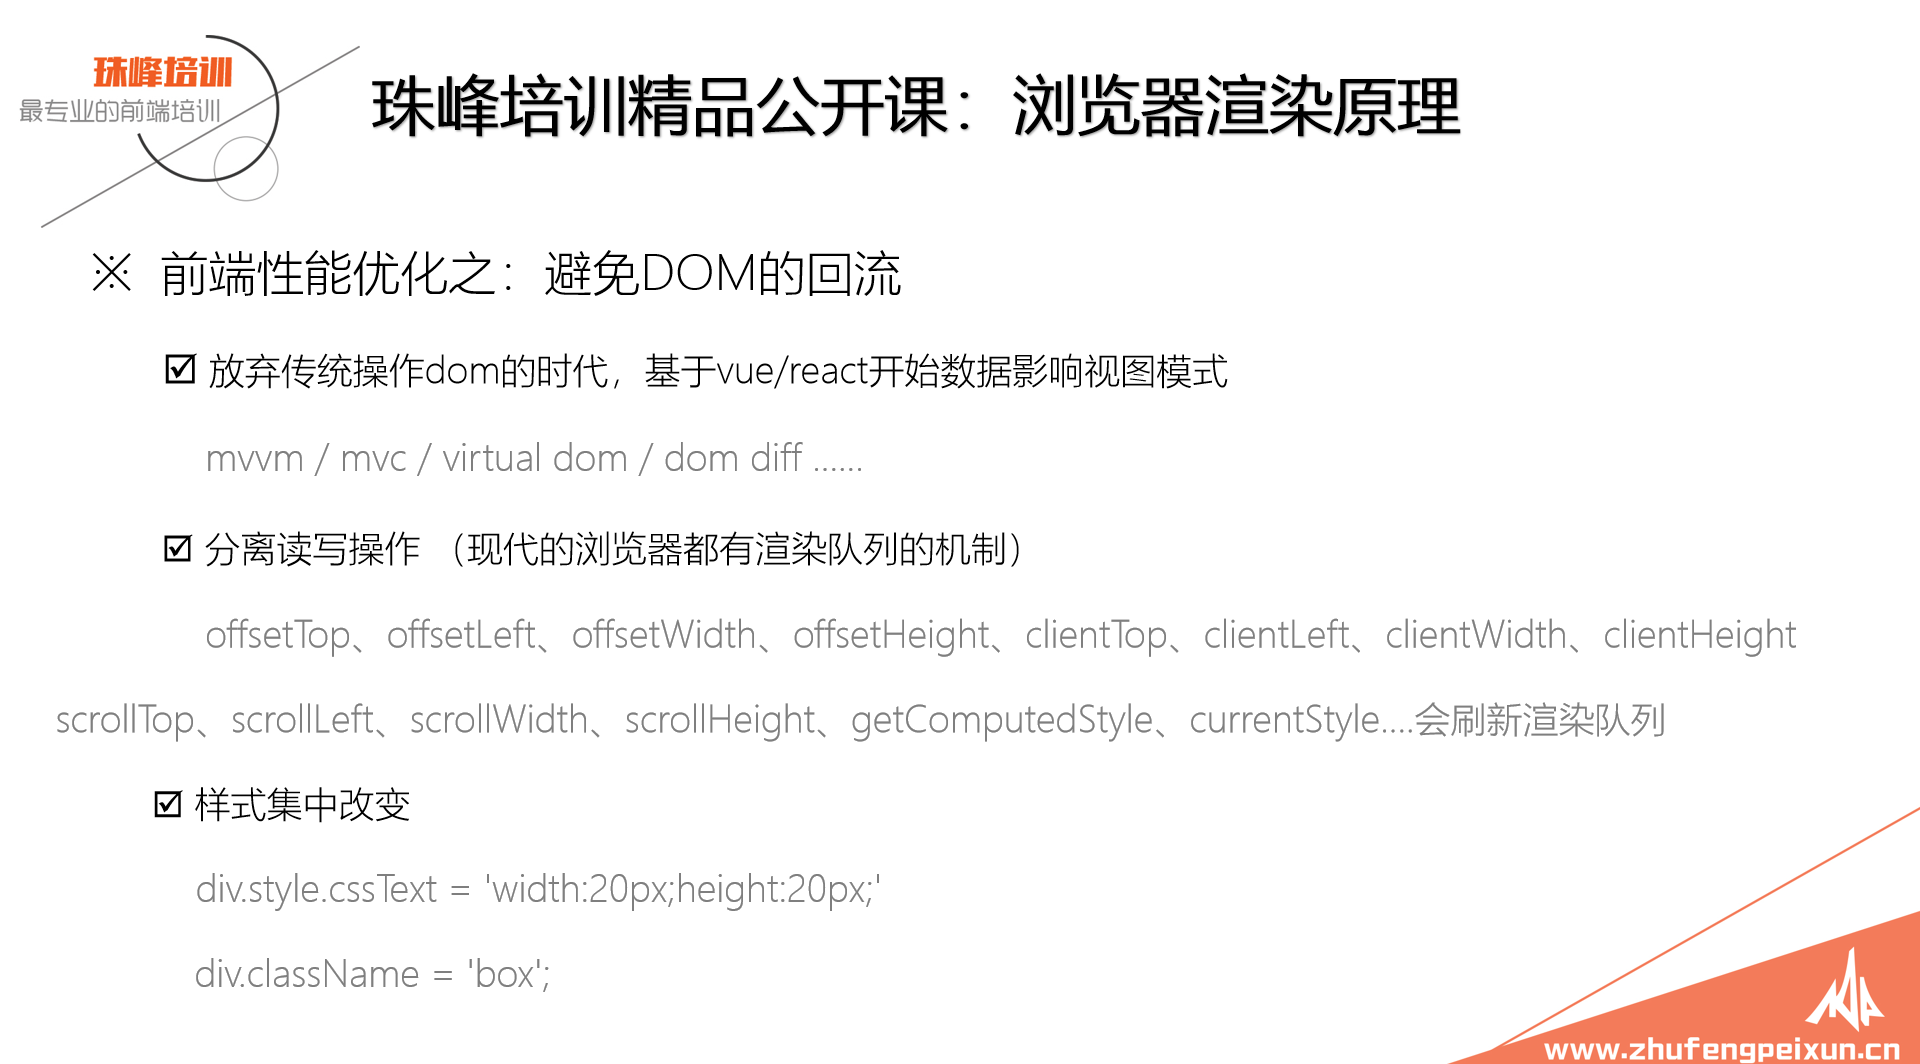 珠峰培训
最专业的前端培训
珠峰培训精品公开课：浏览器渲染原理
※ 前端性能优化之：避免DOM的回流
☑ 放弃传统操作dom的时代，基于vue/react开始数据影响视图模式
mvvm / mvc / virtual dom / dom diff ......
☑ 分离读写操作 （现代的浏览器都有渲染队列的机制）
offsetTop、offsetLeft、offsetWidth、offsetHeight、clientTop、clientLeft、clientWidth、clientHeight
scrollTop、scrollLeft、scrollWidth、scrollHeight、getComputedStyle、currentStyle....会刷新渲染队列
☑ 样式集中改变
div.style.cssText = 'width:20px;height:20px;'
div.className = 'box';
www.zhufengpeixun.cn